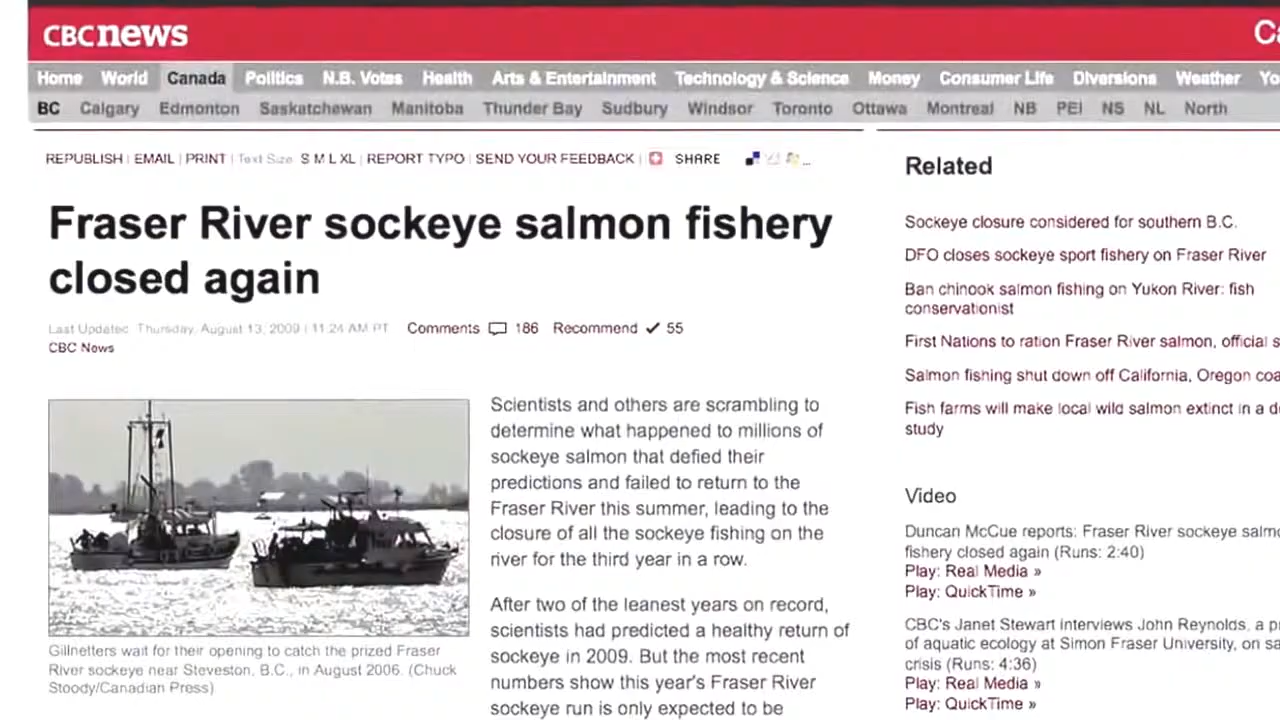 CBCnews
Home World Canada Politics N.B. Votes Health Arts & Entertainment Technology & Science Money Consumer Life Diversions Weather
BC Calgary Edmonton Saskatchewan Manitoba Thunder Bay Sudbury Windsor Toronto Ottawa Montreal NB PEI NS NL North
REPUBLISH | EMAIL | PRINT | Text Size S M L XL | REPORT TYPO | SEND YOUR FEEDBACK | SHARE ...
Fraser River sockeye salmon fishery
closed again
Last Updated: Thursday, August 13, 2009 | 11:24 AM PT Comments 186 Recommend 55
CBC News
Scientists and others are scrambling to
determine what happened to millions of
sockeye salmon that defied their
predictions and failed to return to the
Fraser River this summer, leading to the
closure of all the sockeye fishing on the
river for the third year in a row.
After two of the leanest years on record,
scientists had predicted a healthy return of
sockeye in 2009. But the most recent
numbers show this year's Fraser River
sockeye run is only expected to be
Gillnetters wait for their opening to catch the prized Fraser
River sockeye near Steveston, B.C., in August 2006. (Chuck
Stoody/Canadian Press)
Related
Sockeye closure considered for southern B.C.
DFO closes sockeye sport fishery on Fraser River
Ban chinook salmon fishing on Yukon River: fish
conservationist
First Nations to ration Fraser River salmon, official
Salmon fishing shut down off California, Oregon
Fish farms will make local wild salmon extinct in a
study
Video
Duncan McCue reports: Fraser River sockeye
fishery closed again (Runs: 2:40)
Play: Real Media »
Play: QuickTime »
CBC's Janet Stewart interviews John Reynolds, a
of aquatic ecology at Simon Fraser University, on
crisis (Runs: 4:36)
Play: Real Media »
Play: QuickTime »